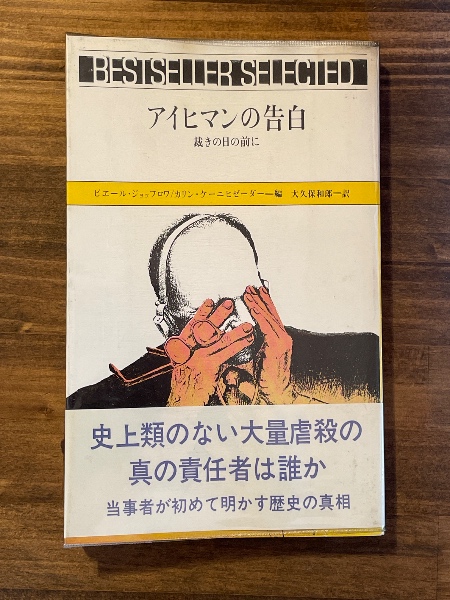 BESTSELLER SELECTED
アイヒマンの告白
裁きの日の前に
ピエール・ジョッフロワ/カリン・ケーニヒゼーダー=編 大久保和郎=訳
史上類のない大量虐殺の
真の責任者は誰か
当事者が初めて明かす歴史の真相